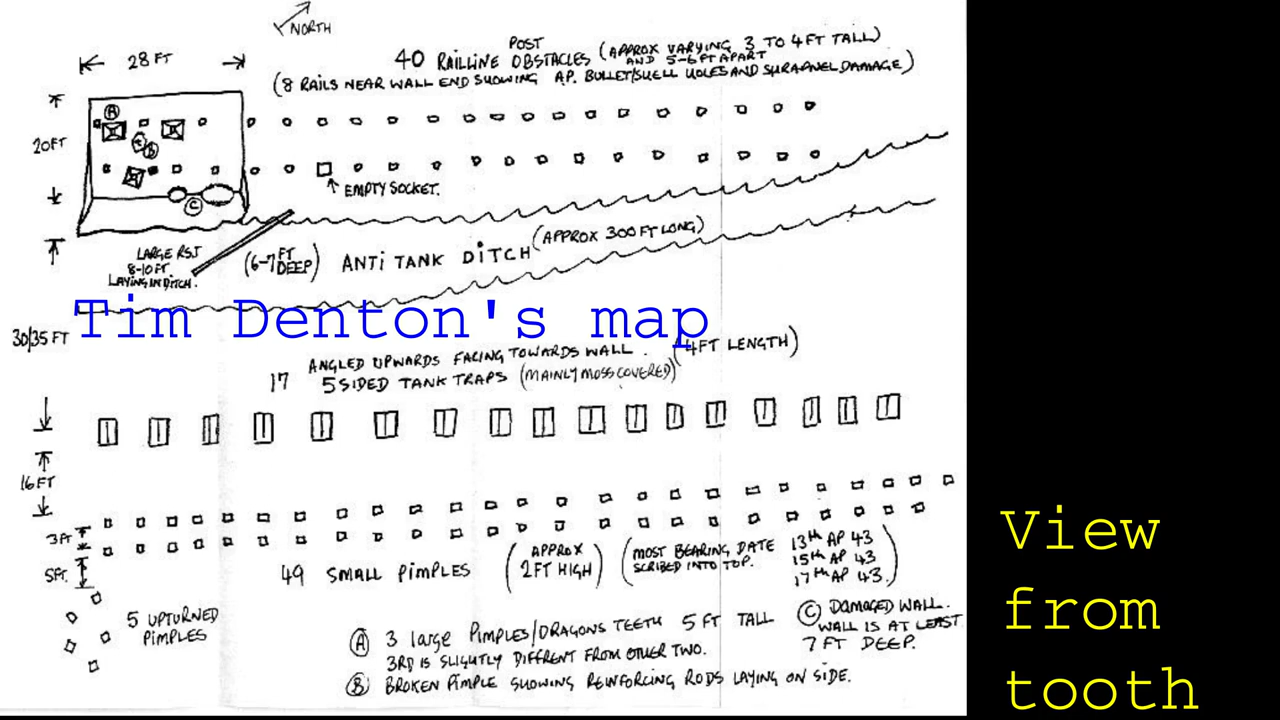 NORTH
28 FT
POST
40 RAILLINE OBSTACLES (APPROX VARYING 3 TO 4FT TALL)
AND 5-6FT APART
(8 RAILS NEAR WALL END SHOWING A.P. BULLET/SHELL HOLES AND SHRAPNEL DAMAGE)
A
20FT
B
EMPTY SOCKET.
C
LARGE RSJ
8-10FT.
LAYING IN DITCH.
(6-7FT DEEP)
ANTI TANK DITCH (APPROX 300FT LONG)
Tim Denton's map
30/35 FT
ANGLED UPWARDS FACING TOWARDS WALL. (4FT LENGTH)
17 5 SIDED TANK TRAPS (MAINLY MOSS COVERED)
16FT
3FT
5FT.
49 SMALL PIMPLES
(APPROX
2FT HIGH)
(MOST BEARING DATE
SCRIBED INTO TOP.
13th AP 43
15th AP 43
17th AP 43.)
5 UPTURNED
PIMPLES
A 3 large PIMPLES/DRAGONS TEETH 5FT TALL
3RD IS SLIGHTLY DIFFRENT FROM OTHER TWO.
B BROKEN PIMPLE SHOWING REINFORCING RODS LAYING ON SIDE.
C DAMAGED WALL.
WALL IS AT LEAST
7FT DEEP.
View
from
tooth